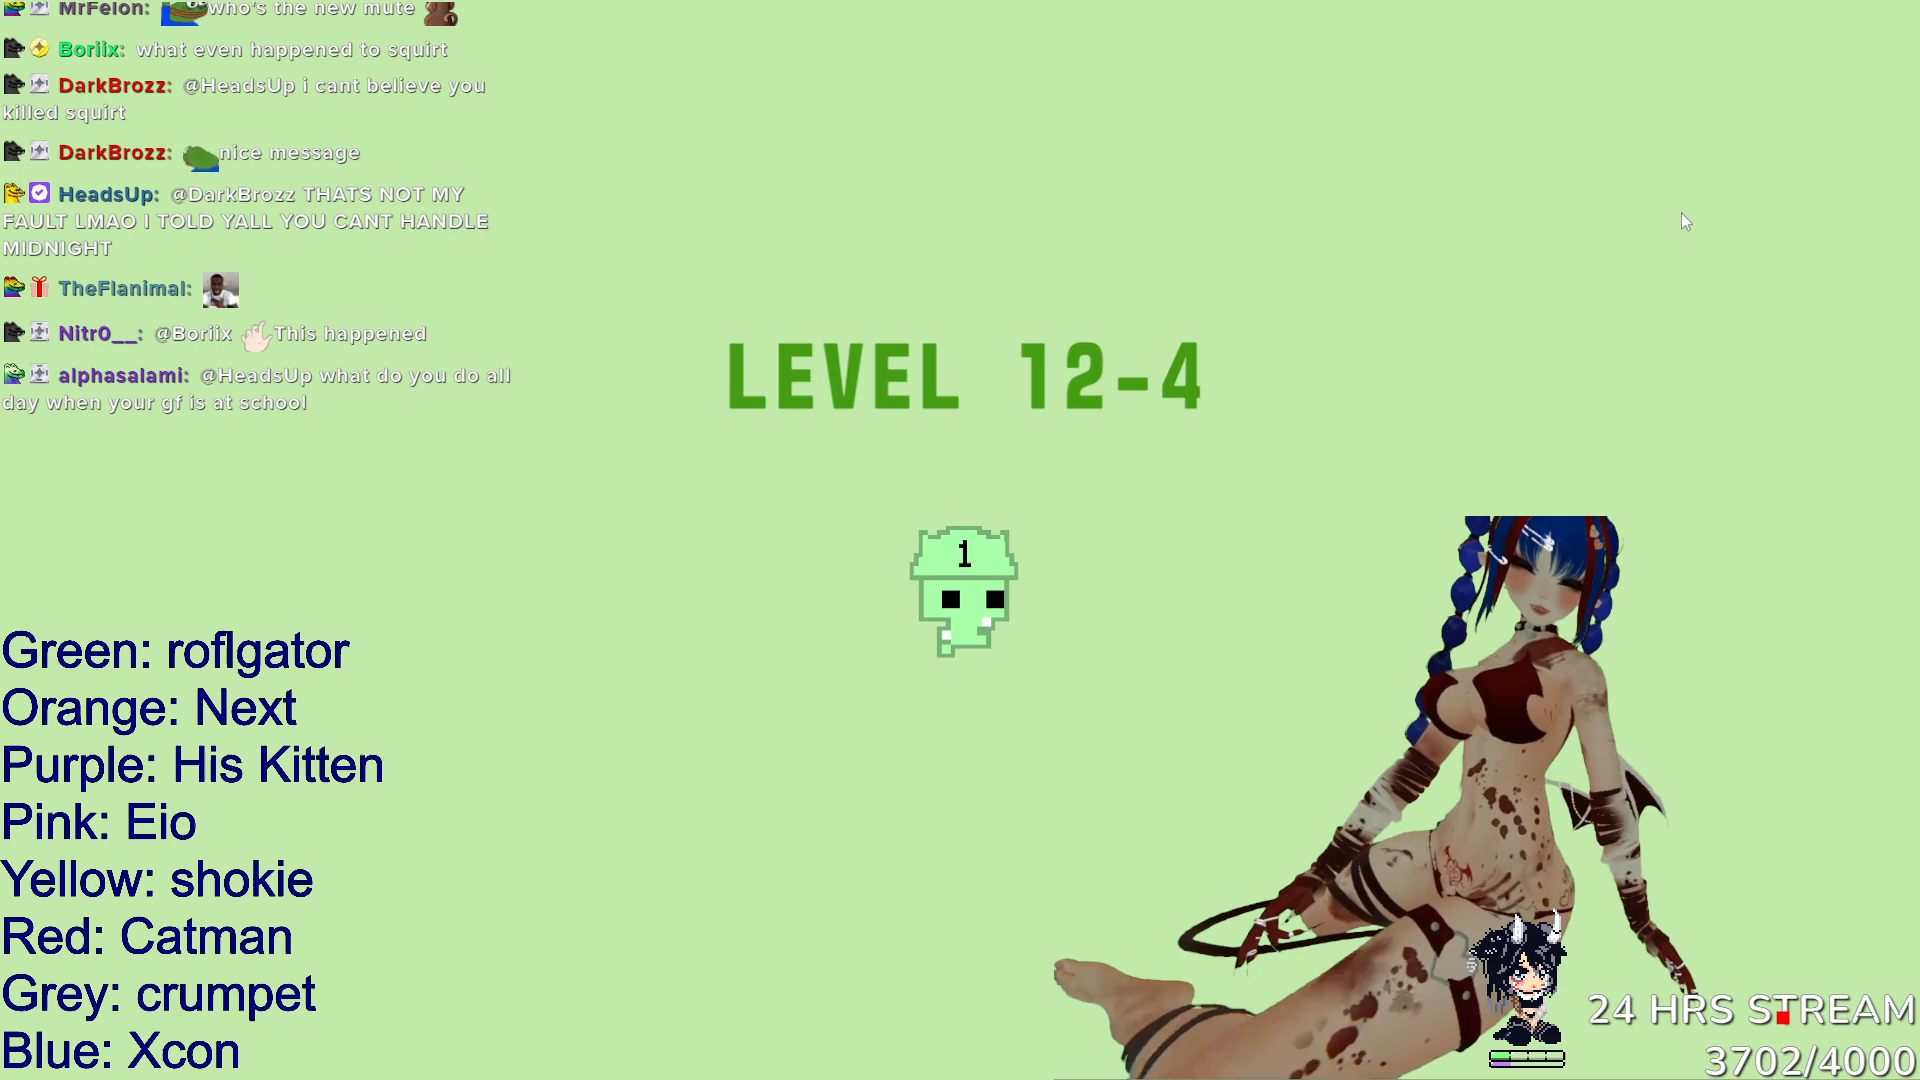 MrFelon: who's the new mute
Boriix: what even happened to squirt
DarkBrozz: @HeadsUp i cant believe you
killed squirt
DarkBrozz: nice message
HeadsUp: @DarkBrozz THATS NOT MY
FAULT LMAO I TOLD YALL YOU CANT HANDLE
MIDNIGHT
TheFlanimal:
Nitr0__: @Boriix This happened
alphasalami: @HeadsUp what do you do all
day when your gf is at school
LEVEL 12-4
1
Green: roflgator
Orange: Next
Purple: His Kitten
Pink: Eio
Yellow: shokie
Red: Catman
Grey: crumpet
Blue: Xcon
24 HRS STREAM
3702/4000